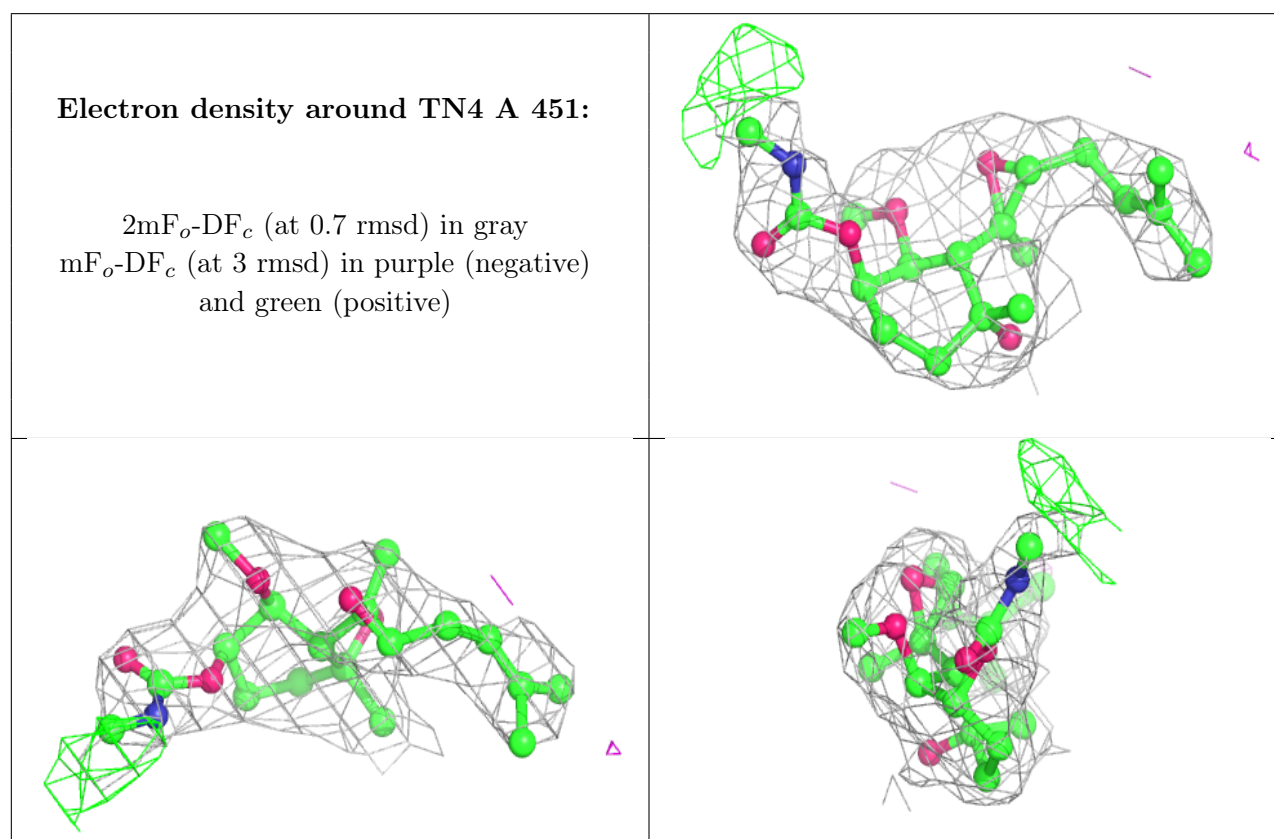 Electron density around TN4 A 451:
2mFo-DFc (at 0.7 rmsd) in gray
mFo-DFc (at 3 rmsd) in purple (negative)
and green (positive)